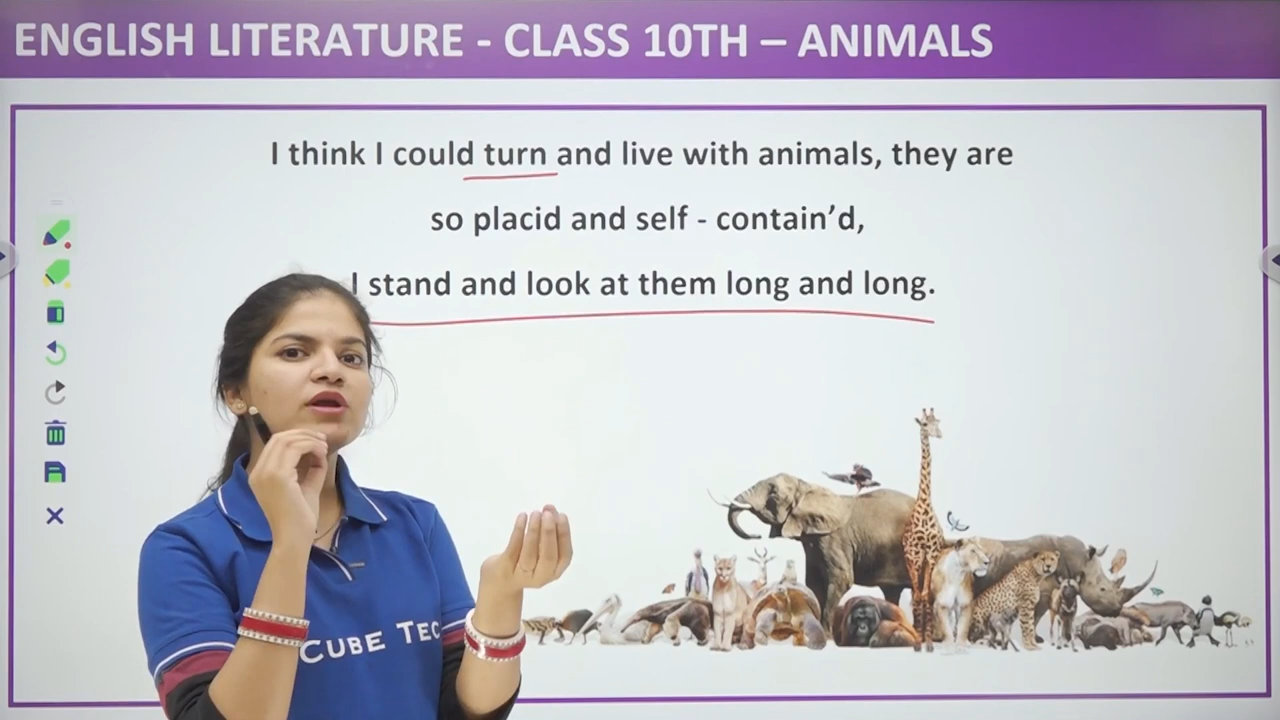 ENGLISH LITERATURE - CLASS 10TH – ANIMALS
I think I could turn and live with animals, they are
so placid and self - contain’d,
I stand and look at them long and long.
CUBE TEC